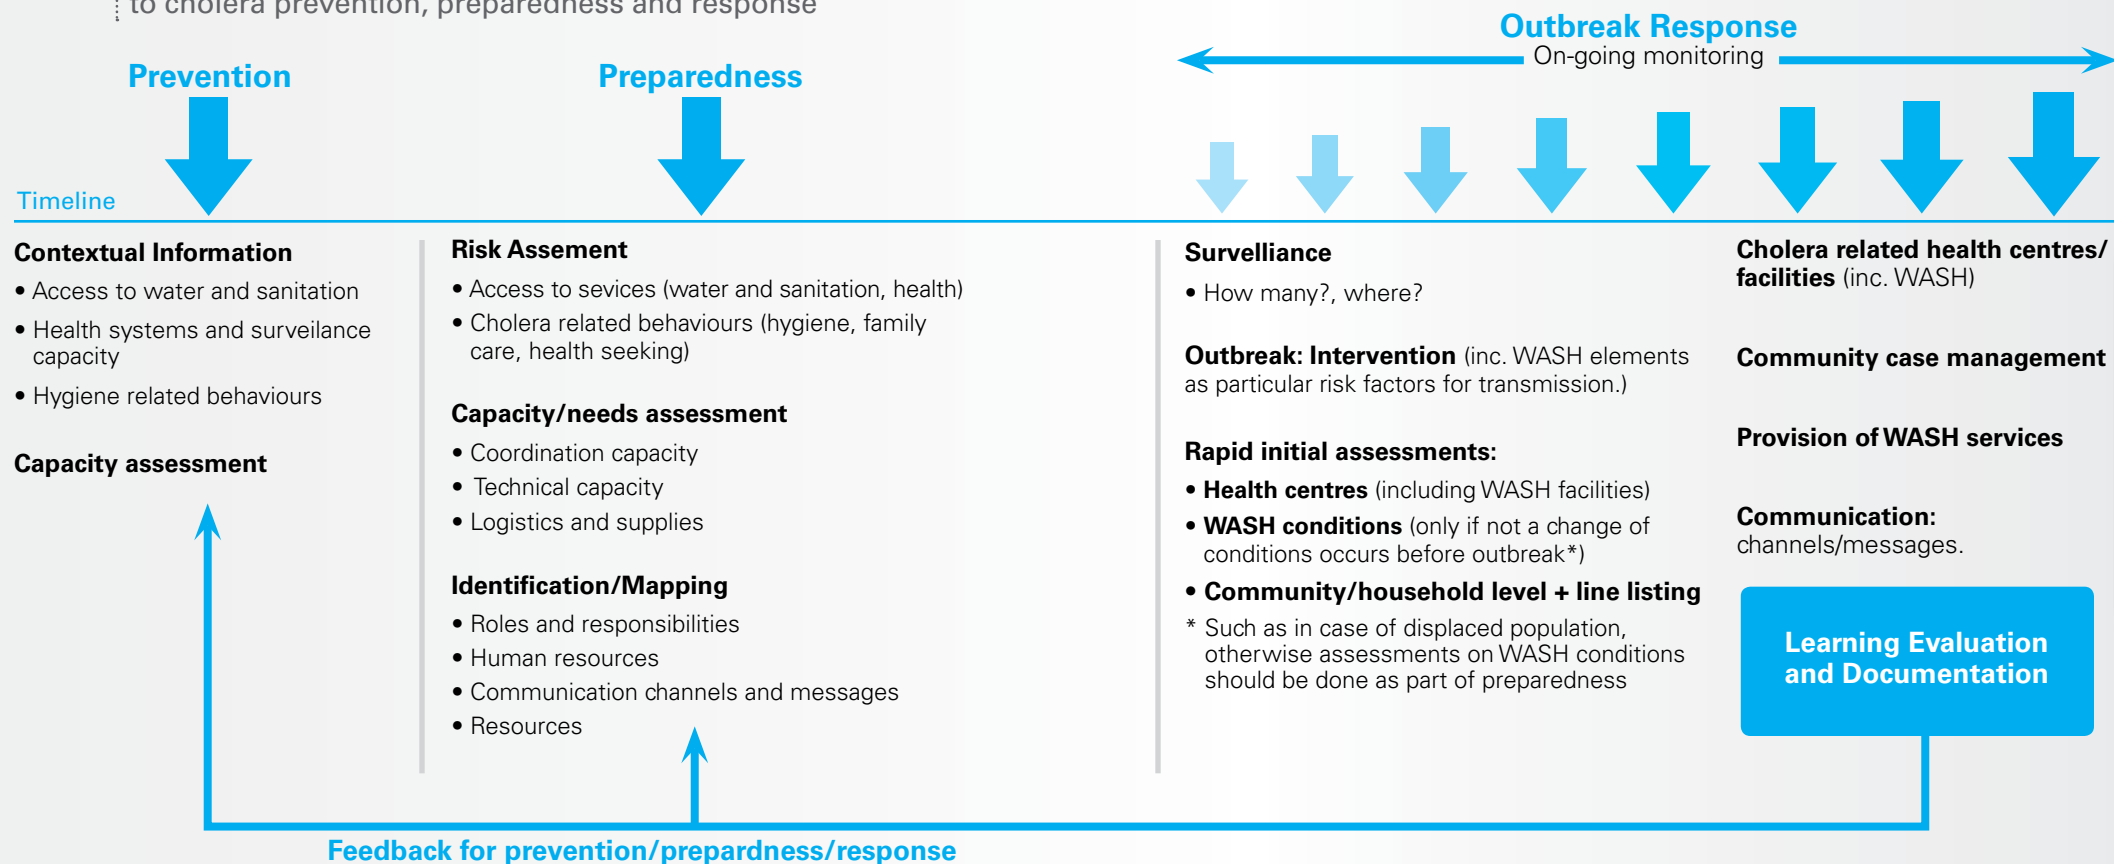 to cholera prevention, preparedness and response
Outbreak Response
On-going monitoring
Prevention
Preparedness
Timeline
Contextual Information
• Access to water and sanitation
• Health systems and surveilance
capacity
• Hygiene related behaviours
Capacity assessment
Risk Assement
• Access to sevices (water and sanitation, health)
• Cholera related behaviours (hygiene, family
care, health seeking)
Capacity/needs assessment
• Coordination capacity
• Technical capacity
• Logistics and supplies
Identification/Mapping
• Roles and responsibilities
• Human resources
• Communication channels and messages
• Resources
Survelliance
• How many?, where?
Outbreak: Intervention (inc. WASH elements
as particular risk factors for transmission.)
Rapid initial assessments:
• Health centres (including WASH facilities)
• WASH conditions (only if not a change of
conditions occurs before outbreak*)
• Community/household level + line listing
* Such as in case of displaced population,
otherwise assessments on WASH conditions
should be done as part of preparedness
Cholera related health centres/
facilities (inc. WASH)
Community case management
Provision of WASH services
Communication:
channels/messages.
Learning Evaluation
and Documentation
Feedback for prevention/prepardness/response